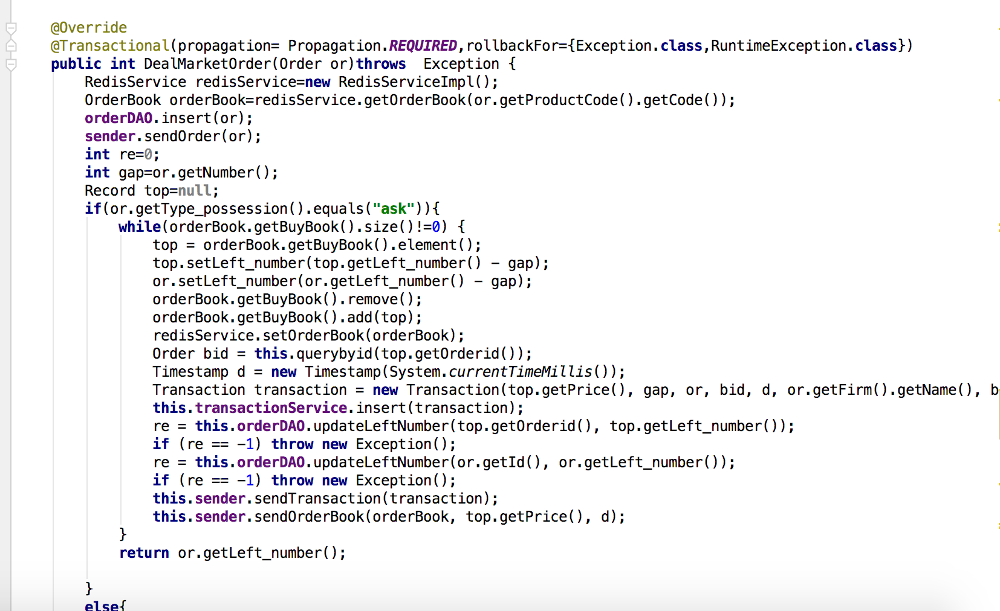 @Override
@Transactional(propagation= Propagation.REQUIRED,rollbackFor={Exception.class,RuntimeException.class})
public int DealMarketOrder(Order or)throws  Exception {
    RedisService redisService=new RedisServiceImpl();
    OrderBook orderBook=redisService.getOrderBook(or.getProductCode().getCode());
    orderDAO.insert(or);
    sender.sendOrder(or);
    int re=0;
    int gap=or.getNumber();
    Record top=null;
    if(or.getType_possession().equals("ask")){
        while(orderBook.getBuyBook().size()!=0) {
            top = orderBook.getBuyBook().element();
            top.setLeft_number(top.getLeft_number() - gap);
            or.setLeft_number(or.getLeft_number() - gap);
            orderBook.getBuyBook().remove();
            orderBook.getBuyBook().add(top);
            redisService.setOrderBook(orderBook);
            Order bid = this.querybyid(top.getOrderid());
            Timestamp d = new Timestamp(System.currentTimeMillis());
            Transaction transaction = new Transaction(top.getPrice(), gap, or, bid, d, or.getFirm().getName(), b
            this.transactionService.insert(transaction);
            re = this.orderDAO.updateLeftNumber(top.getOrderid(), top.getLeft_number());
            if (re == -1) throw new Exception();
            re = this.orderDAO.updateLeftNumber(or.getId(), or.getLeft_number());
            if (re == -1) throw new Exception();
            this.sender.sendTransaction(transaction);
            this.sender.sendOrderBook(orderBook, top.getPrice(), d);
        }
        return or.getLeft_number();
    }
    else{